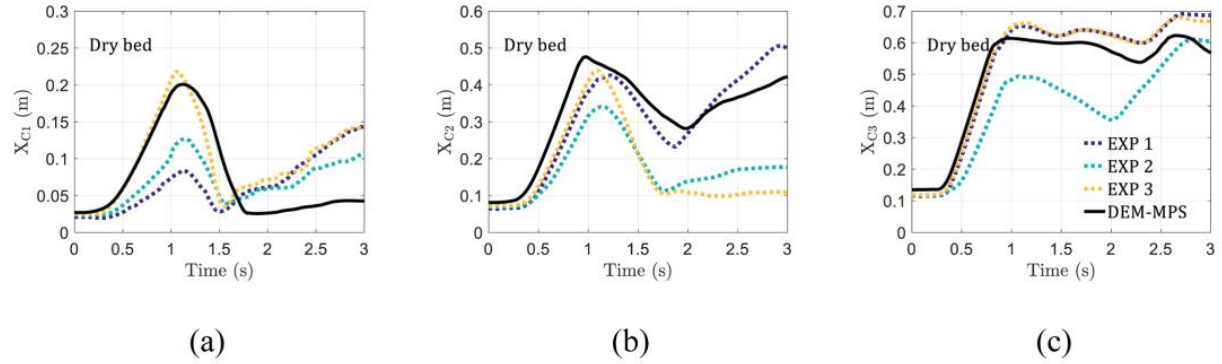 0.3
0.25
0.2
0.15
0.1
0.05
0
X_C1 (m)
Dry bed
0 0.5 1 1.5 2 2.5 3
Time (s)
(a)
0.6
0.5
0.4
0.3
0.2
0.1
0
X_C2 (m)
Dry bed
0 0.5 1 1.5 2 2.5 3
Time (s)
(b)
0.7
0.6
0.5
0.4
0.3
0.2
0.1
0
X_C3 (m)
Dry bed
EXP 1
EXP 2
EXP 3
DEM-MPS
0 0.5 1 1.5 2 2.5 3
Time (s)
(c)